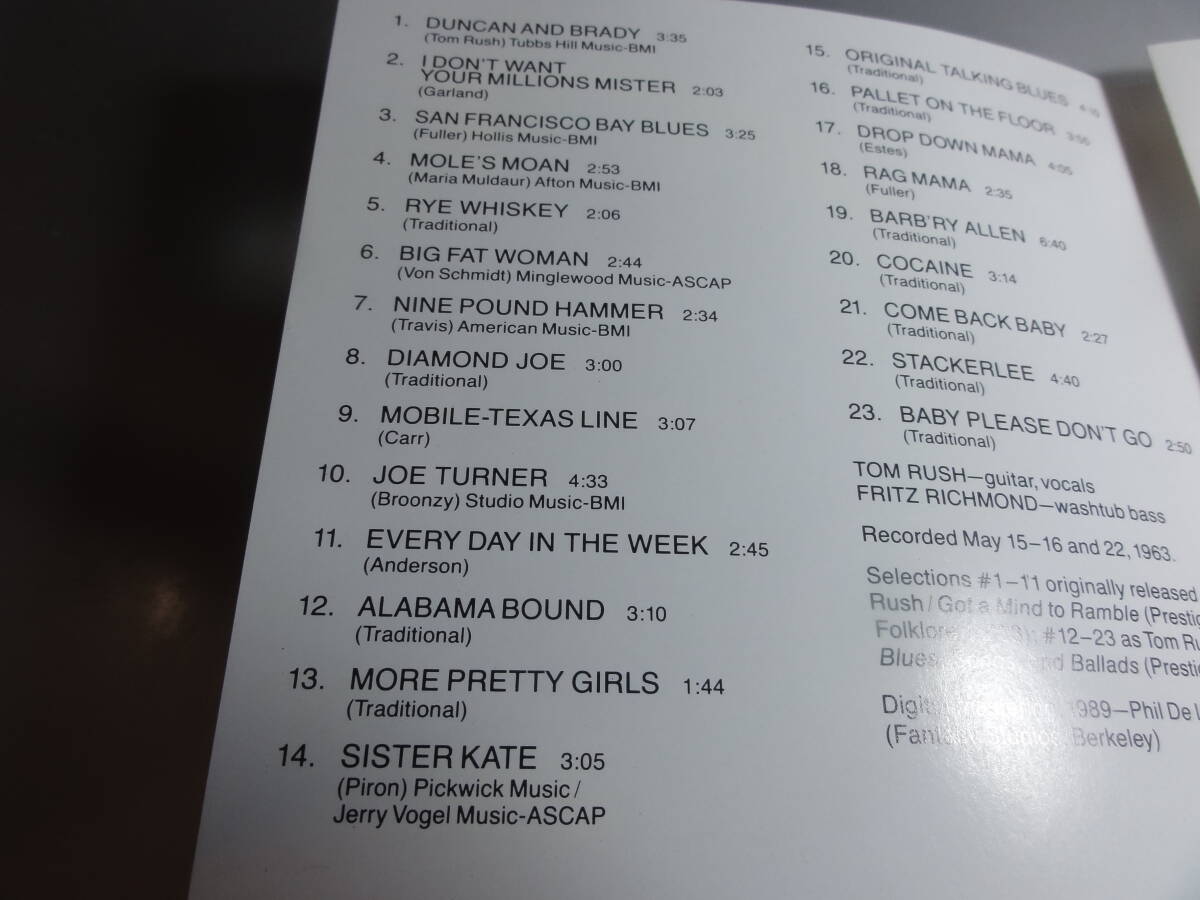 1. DUNCAN AND BRADY 3:35
(Tom Rush) Tubbs Hill Music-BMI
2. I DON'T WANT
YOUR MILLIONS MISTER 2:03
(Garland)
3. SAN FRANCISCO BAY BLUES 3:25
(Fuller) Hollis Music-BMI
4. MOLE'S MOAN 2:53
(Maria Muldaur) Afton Music-BMI
5. RYE WHISKEY 2:06
(Traditional)
6. BIG FAT WOMAN 2:44
(Von Schmidt) Minglewood Music-ASCAP
7. NINE POUND HAMMER 2:34
(Travis) American Music-BMI
8. DIAMOND JOE 3:00
(Traditional)
9. MOBILE-TEXAS LINE 3:07
(Carr)
10. JOE TURNER 4:33
(Broonzy) Studio Music-BMI
11. EVERY DAY IN THE WEEK 2:45
(Anderson)
12. ALABAMA BOUND 3:10
(Traditional)
13. MORE PRETTY GIRLS 1:44
(Traditional)
14. SISTER KATE 3:05
(Piron) Pickwick Music/
Jerry Vogel Music-ASCAP
15. ORIGINAL TALKING BLUES
(Traditional)
16. PALLET ON THE FLOOR
(Traditional)
17. DROP DOWN MAMA 4:05
(Estes)
18. RAG MAMA 2:35
(Fuller)
19. BARB'RY ALLEN 6:40
(Traditional)
20. COCAINE 3:14
(Traditional)
21. COME BACK BABY 2:27
(Traditional)
22. STACKERLEE 4:40
(Traditional)
23. BABY PLEASE DON'T GO 2:50
(Traditional)
TOM RUSH—guitar, vocals
FRITZ RICHMOND—washtub bass
Recorded May 15–16 and 22, 1963.
Selections #1–11 originally released
Rush/Got a Mind to Ramble (Prestig
Folklore #12–23 as Tom Ru
Blues, and Ballads (Prestig
1989—Phil De L
Berkeley)